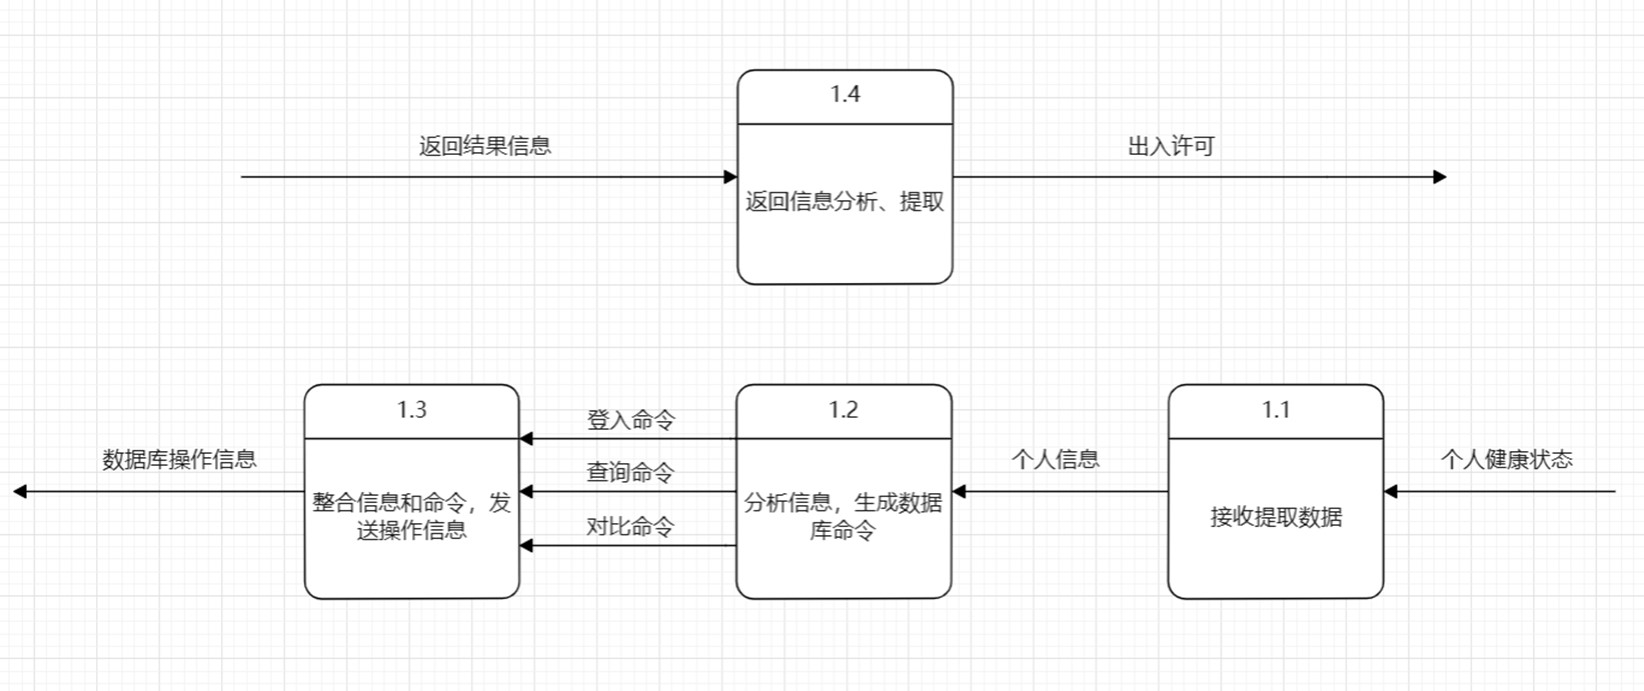 1.4
返回结果信息
出入许可
返回信息分析、提取
1.3
1.2
1.1
登入命令
数据库操作信息
查询命令
个人信息
个人健康状态
整合信息和命令，发
送操作信息
对比命令
分析信息，生成数据
库命令
接收提取数据